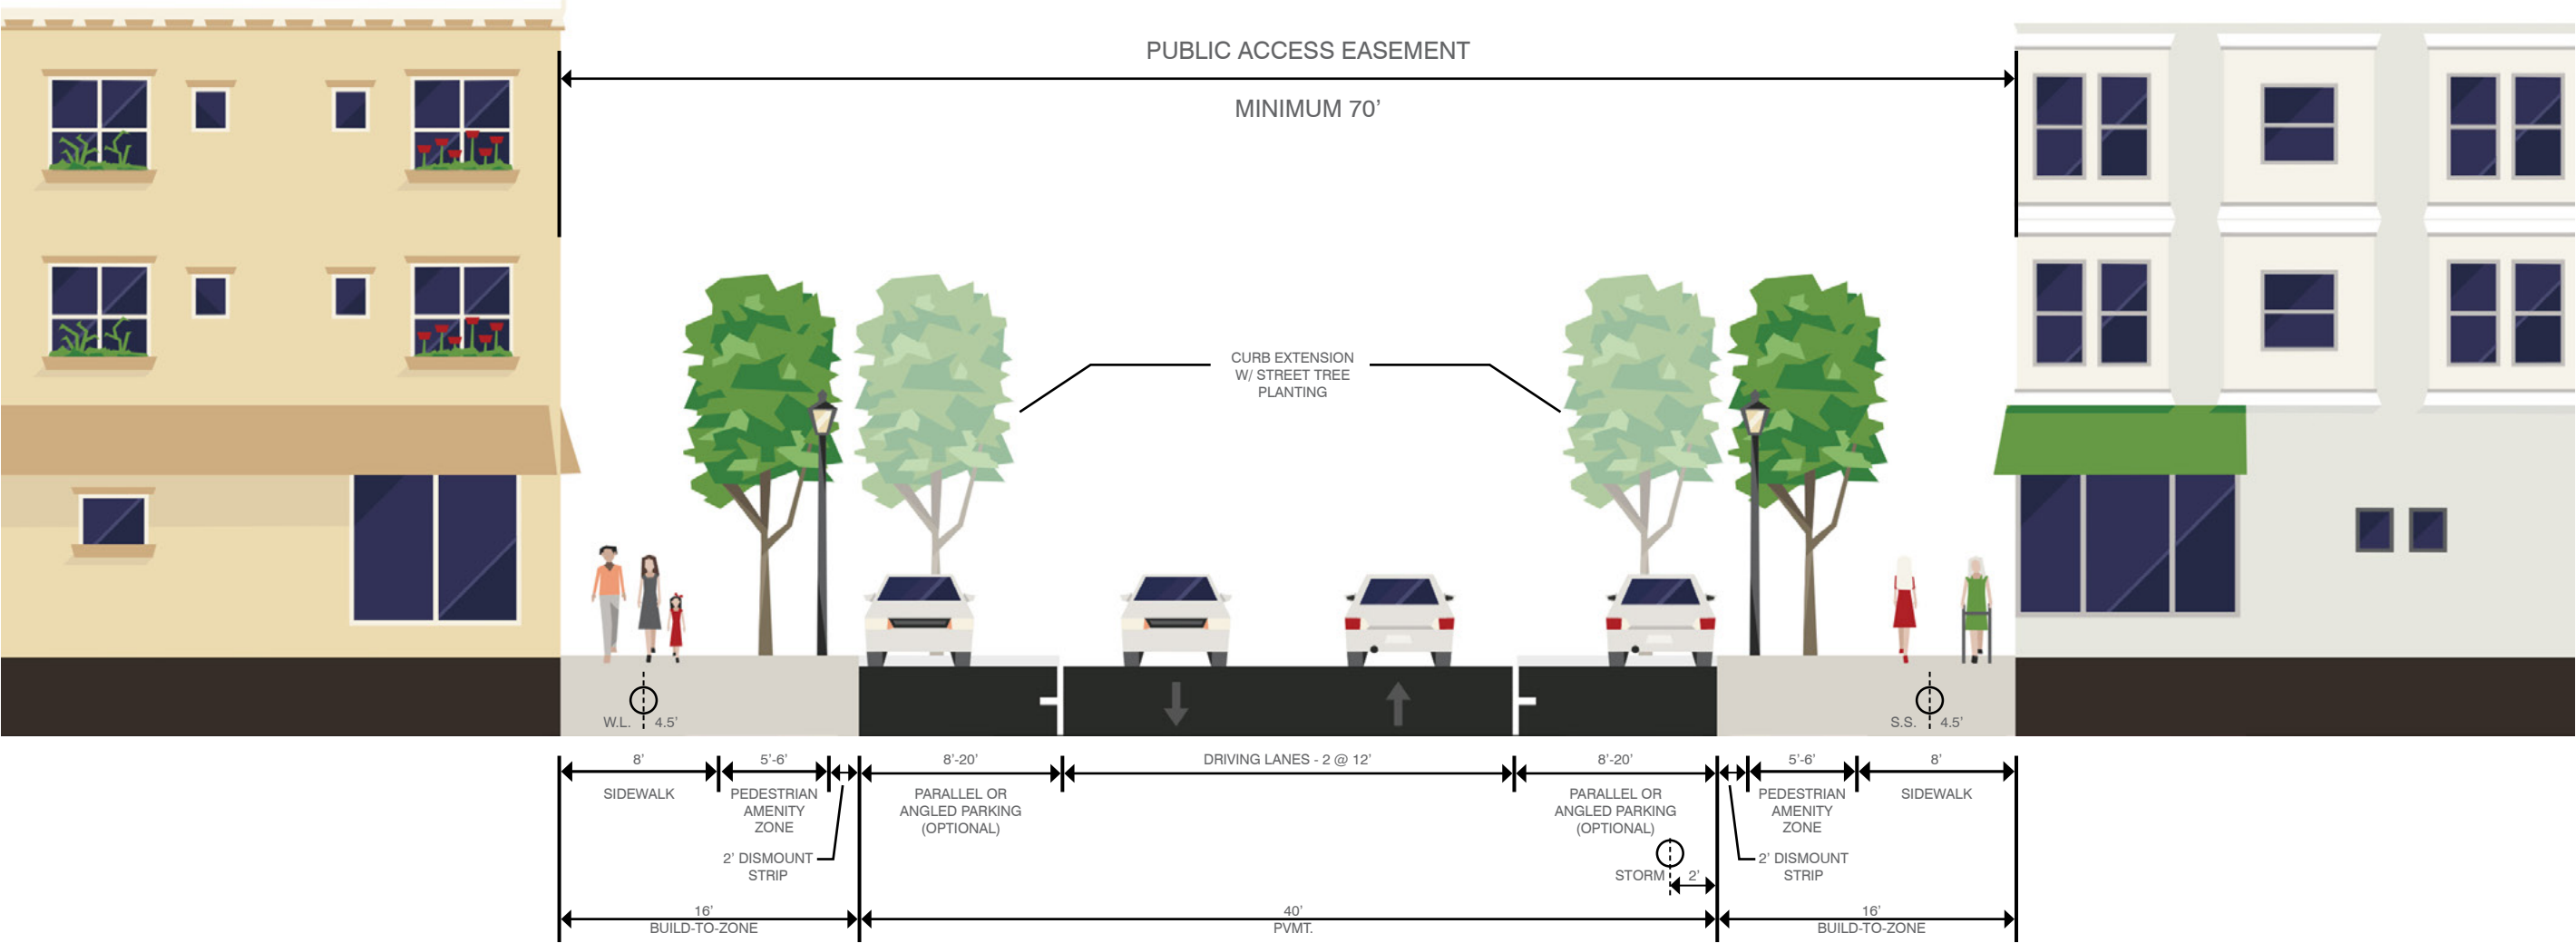 PUBLIC ACCESS EASEMENT
MINIMUM 70’
CURB EXTENSION
W/ STREET TREE
PLANTING
W.L. 4.5’
S.S. 4.5’
8’
5’-6’
8’-20’
DRIVING LANES - 2 @ 12’
8’-20’
5’-6’
8’
SIDEWALK
PEDESTRIAN
AMENITY
ZONE
2’ DISMOUNT
STRIP
PARALLEL OR
ANGLED PARKING
(OPTIONAL)
PARALLEL OR
ANGLED PARKING
(OPTIONAL)
STORM 2’
PEDESTRIAN
AMENITY
ZONE
2’ DISMOUNT
STRIP
SIDEWALK
16’
BUILD-TO-ZONE
40’
PVMT.
16’
BUILD-TO-ZONE